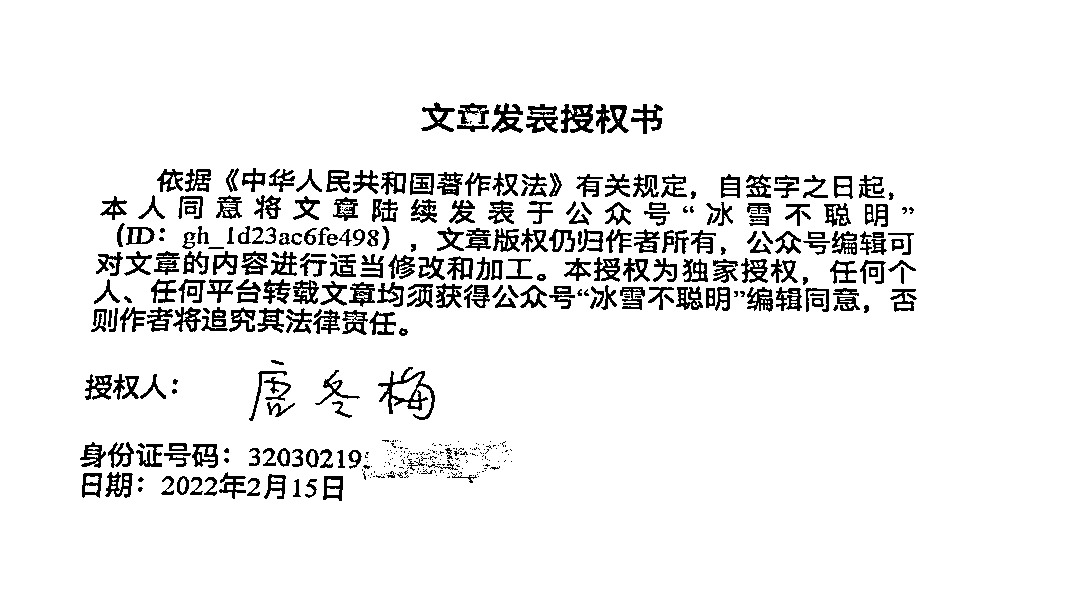 文章发表授权书
依据《中华人民共和国著作权法》有关规定，自签字之日起，
本人同意将文章陆续发表于公众号“冰雪不聪明”
（ID：gh_1d23ac6fe498），文章版权仍归作者所有，公众号编辑可
对文章的内容进行适当修改和加工。本授权为独家授权，任何个
人、任何平台转载文章均须获得公众号“冰雪不聪明”编辑同意，否
则作者将追究其法律责任。
授权人：唐冬梅
身份证号码：32030219
日期：2022年2月15日